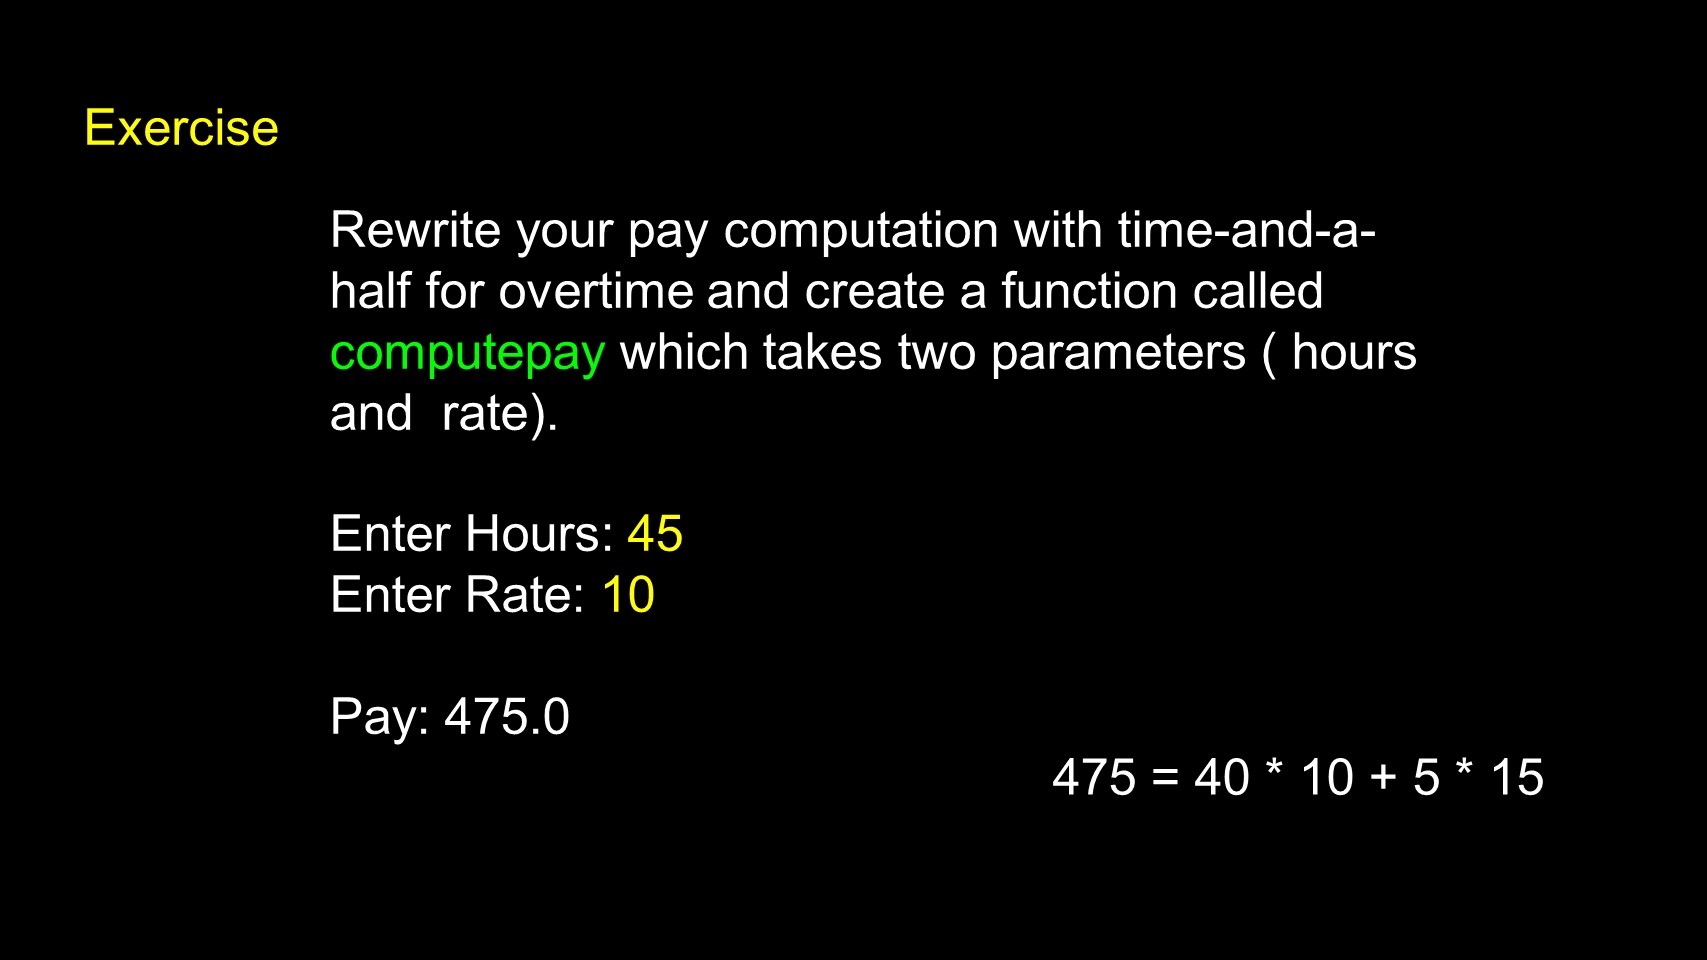 Exercise
Rewrite your pay computation with time-and-a-
half for overtime and create a function called
computepay which takes two parameters ( hours
and  rate).
Enter Hours: 45
Enter Rate: 10
Pay: 475.0
475 = 40 * 10 + 5 * 15